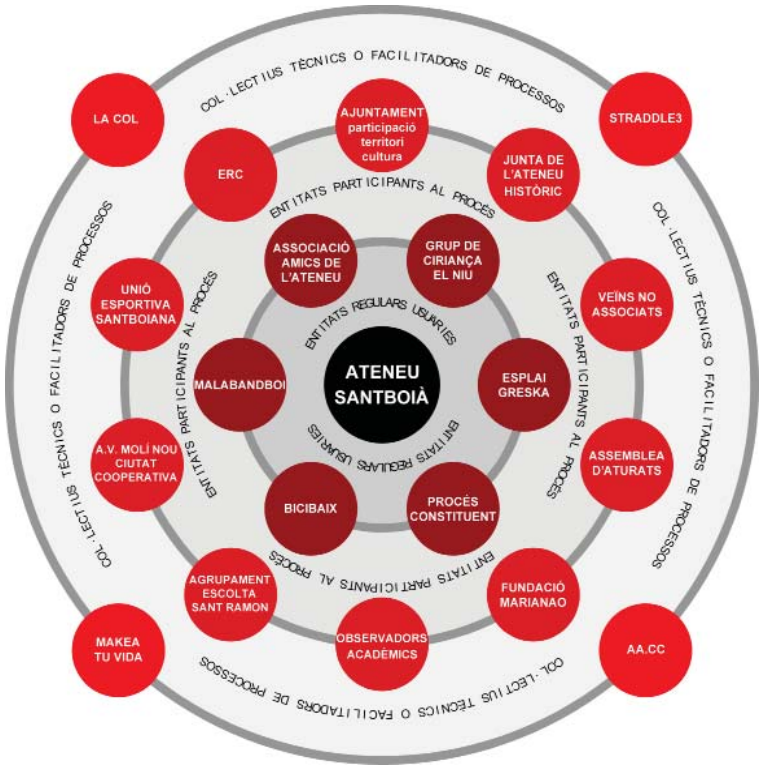 COL·LECTIUS TÈCNICS O FACILITADORS DE PROCESSOS
LA COL
STRADDLE3
AJUNTAMENT
participació
territori
cultura
ERC
JUNTA DE
L'ATENEU
HISTÒRIC
ENTITATS PARTICIPANTS AL PROCÉS
ASSOCIACIÓ
AMICS DE
L'ATENEU
GRUP DE
CIRIANÇA
EL NIU
COL·LECTIUS TÈCNICS O FACILITADORS DE PROCESSOS
COL·LECTIUS TÈCNICS O FACILITADORS DE PROCESSOS
UNIÓ
ESPORTIVA
SANTBOIANA
VEÏNS NO
ASSOCIATS
ENTITATS PARTICIPANTS AL PROCÉS
ENTITATS PARTICIPANTS AL PROCÉS
ENTITATS REGULARS USUARIES
MALABANDBOI
ATENEU
SANTBOIÀ
ESPLAI
GRESKA
ENTITATS REGULARS USUARIES
A.V. MOLÍ NOU
CIUTAT
COOPERATIVA
ASSEMBLEA
D'ATURATS
BICIBAIX
PROCÉS
CONSTITUENT
ENTITATS PARTICIPANTS AL PROCÉS
AGRUPAMENT
ESCOLTA
SANT RAMON
FUNDACIÓ
MARIANAO
OBSERVADORS
ACADÈMICS
MAKEA
TU VIDA
AA.CC
COL·LECTIUS TÈCNICS O FACILITADORS DE PROCESSOS